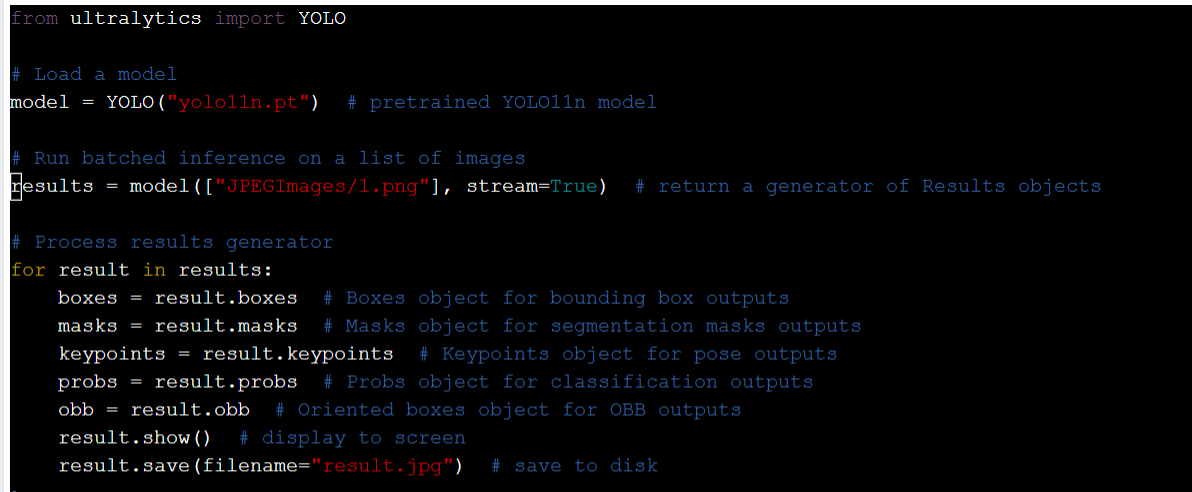 from ultralytics import YOLO
# Load a model
model = YOLO("yolo11n.pt")  # pretrained YOLO11n model
# Run batched inference on a list of images
results = model(["JPEGImages/1.png"], stream=True)  # return a generator of Results objects
# Process results generator
for result in results:
    boxes = result.boxes  # Boxes object for bounding box outputs
    masks = result.masks  # Masks object for segmentation masks outputs
    keypoints = result.keypoints  # Keypoints object for pose outputs
    probs = result.probs  # Probs object for classification outputs
    obb = result.obb  # Oriented boxes object for OBB outputs
    result.show()  # display to screen
    result.save(filename="result.jpg")  # save to disk